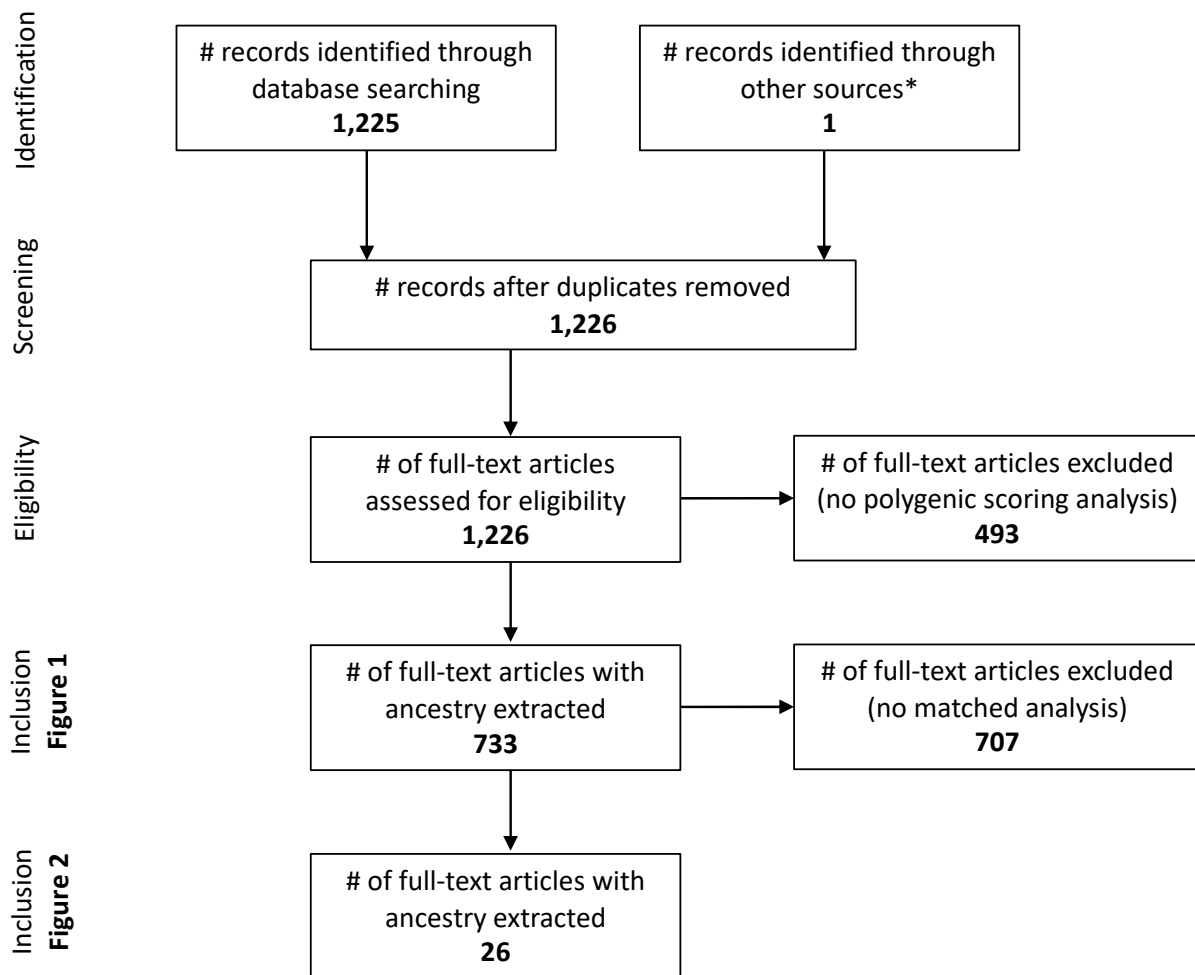 Identification
# records identified through
database searching
1,225
# records identified through
other sources*
1
Screening
# records after duplicates removed
1,226
Eligibility
# of full-text articles
assessed for eligibility
1,226
# of full-text articles excluded
(no polygenic scoring analysis)
493
Inclusion
Figure 1
# of full-text articles with
ancestry extracted
733
# of full-text articles excluded
(no matched analysis)
707
Inclusion
Figure 2
# of full-text articles with
ancestry extracted
26